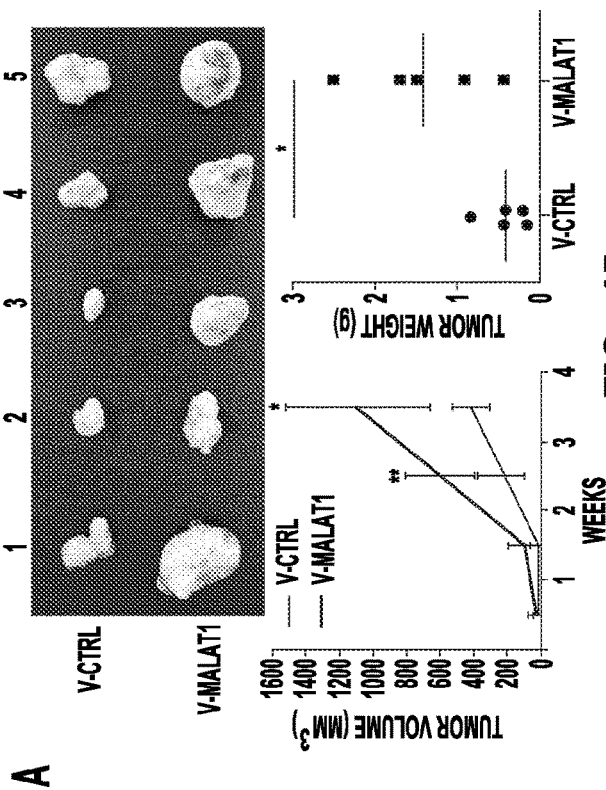 A
1 2 3 4 5
V-CTRL
V-MALAT1
V-CTRL
V-MALAT1
TUMOR VOLUME (MM3)
1600
1400
1200
1000
800
600
400
200
0
*
**
1 2 3 4
WEEKS
TUMOR WEIGHT (g)
3
2
1
0
*
V-CTRL V-MALAT1